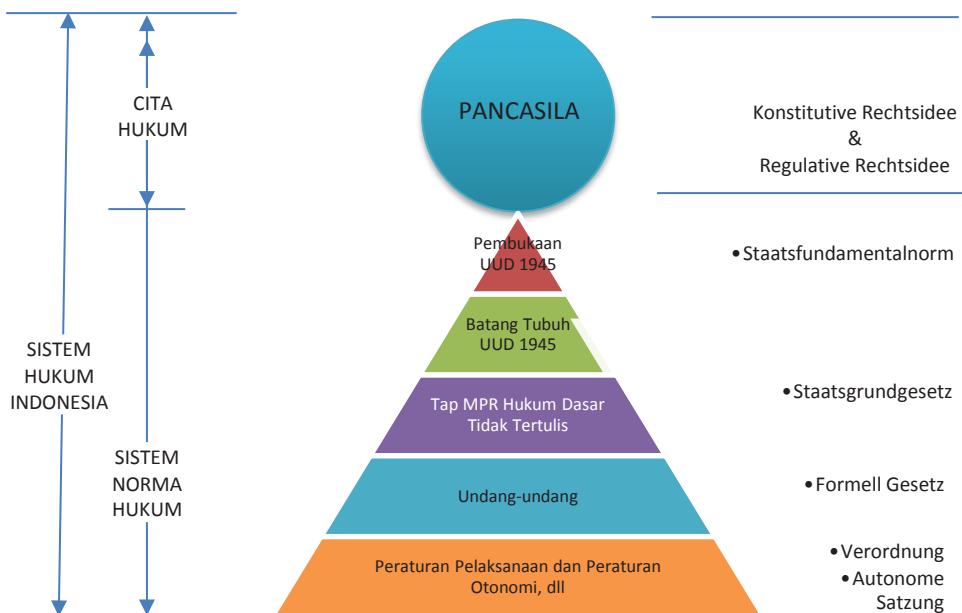 CITA
HUKUM
SISTEM
HUKUM
INDONESIA
SISTEM
NORMA
HUKUM
PANCASILA
Pembukaan
UUD 1945
Batang Tubuh
UUD 1945
Tap MPR Hukum Dasar
Tidak Tertulis
Undang-undang
Peraturan Pelaksanaan dan Peraturan
Otonomi, dll
Konstitutive Rechtsidee
&
Regulative Rechtsidee
•Staatsfundamentalnorm
•Staatsgrundgesetz
•Formell Gesetz
•Verordnung
•Autonome
Satzung